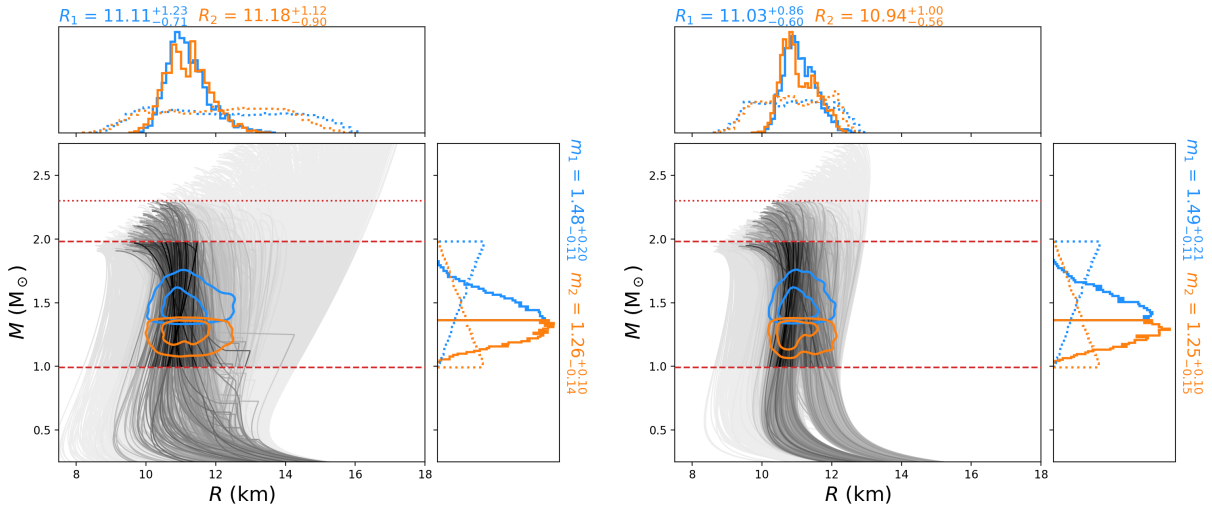 R₁ = 11.11⁺¹·²³₋₀.₇₁ R₂ = 11.18⁺¹·¹²₋₀.₉₀
8 10 12 14 16 18
2.5
2.0
1.5
1.0
0.5
M (M⊙)
R (km)
m₁ = 1.48⁺⁰·²⁰₋₀.₁₁ m₂ = 1.26⁺⁰·¹⁰₋₀.₁₄
R₁ = 11.03⁺⁰·⁸⁶₋₀.₆₀ R₂ = 10.94⁺¹·⁰⁰₋₀.₅₆
8 10 12 14 16 18
2.5
2.0
1.5
1.0
0.5
M (M⊙)
R (km)
m₁ = 1.49⁺⁰·²¹₋₀.₁₁ m₂ = 1.25⁺⁰·¹⁰₋₀.₁₅